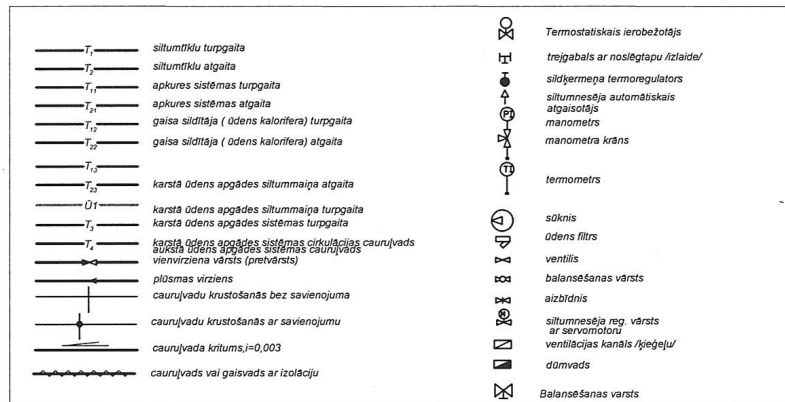 T1 siltumtīklu turpgaita
T2 siltumtīklu atgaita
T11 apkures sistēmas turpgaita
T21 apkures sistēmas atgaita
T12 gaisa sildītāja ( ūdens kalorifera) turpgaita
T22 gaisa sildītāja ( ūdens kalorifera) atgaita
T13
T23 karstā ūdens apgādes siltummaiņa atgaita
Ū1 karstā ūdens apgādes siltummaiņa turpgaita
T3 karstā ūdens apgādes sistēmas turpgaita
T4 karstā ūdens apgādes sistēmas cirkulācijas cauruļvads
aukstā ūdens apgādes sistēmas cauruļvads
vienvirziena vārsts (pretvārsts)
plūsmas virziens
cauruļvadu krustošanās bez savienojuma
cauruļvadu krustošanās ar savienojumu
cauruļvada kritums,i=0,003
cauruļvads vai gaisvads ar izolāciju
Termostatiskais ierobežotājs
trejgabals ar noslēgtapu /izlaide/
sildķermeņa termoregulators
siltumnesēja automātiskais
atgaisotājs
PI manometrs
manometra krāns
TI termometrs
sūknis
ūdens filtrs
ventilis
balansēšanas vārsts
aizbīdnis
siltumnesēja reg. vārsts
ar servomotoru
ventilācijas kanāls /ķieģeļu/
dūmvads
Balansēšanas varsts